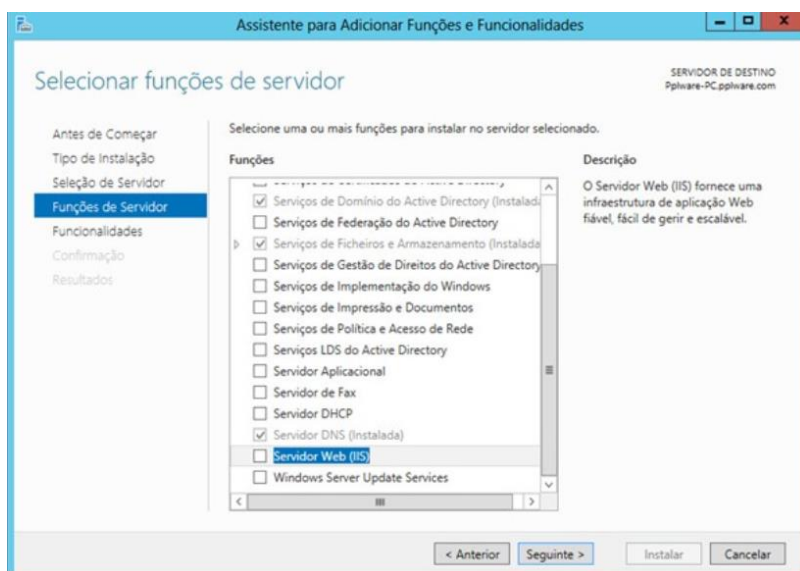 Assistente para Adicionar Funções e Funcionalidades
Selecionar funções de servidor
SERVIDOR DE DESTINO
Pplware-PC.pplware.com
Antes de Começar
Tipo de Instalação
Seleção de Servidor
Funções de Servidor
Funcionalidades
Confirmação
Resultados
Selecione uma ou mais funções para instalar no servidor selecionado.
Funções
Serviços de Domínio do Active Directory (Instalada
Serviços de Federação do Active Directory
Serviços de Ficheiros e Armazenamento (Instalada
Serviços de Gestão de Direitos do Active Directory
Serviços de Implementação do Windows
Serviços de Impressão e Documentos
Serviços de Política e Acesso de Rede
Serviços LDS do Active Directory
Servidor Aplicacional
Servidor de Fax
Servidor DHCP
Servidor DNS (Instalada)
Servidor Web (IIS)
Windows Server Update Services
Descrição
O Servidor Web (IIS) fornece uma
infraestrutura de aplicação Web
fiável, fácil de gerir e escalável.
< Anterior
Seguinte >
Instalar
Cancelar